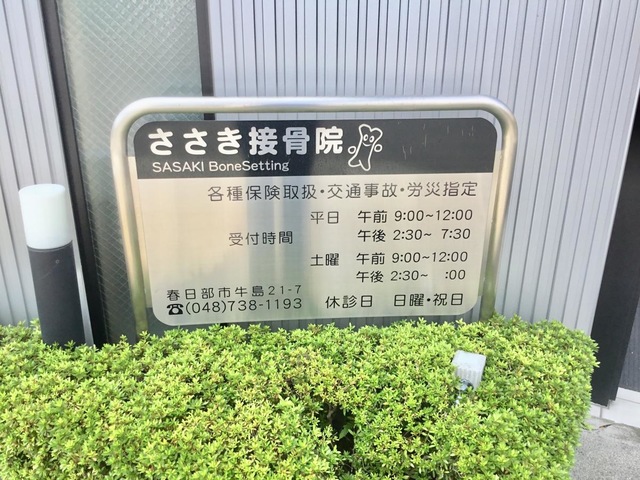 ささき接骨院
SASAKI BoneSetting
各種保険取扱・交通事故・労災指定
平日 午前 9:00~12:00
受付時間 午後 2:30~ 7:30
土曜 午前 9:00~12:00
午後 2:30~ :00
春日部市牛島21-7
☎(048)738-1193 休診日 日曜・祝日